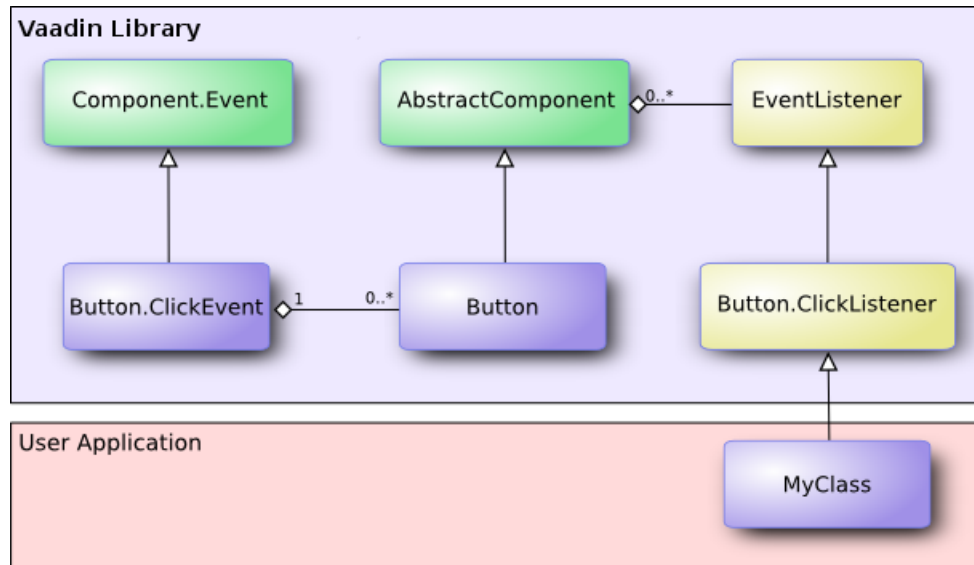 Vaadin Library
Component.Event
AbstractComponent
0..*
EventListener
Button.ClickEvent
1
0..*
Button
Button.ClickListener
User Application
MyClass